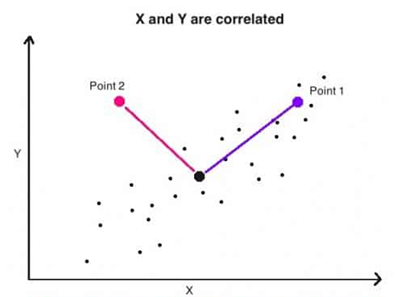 X and Y are correlated
Point 2
Point 1
Y
X